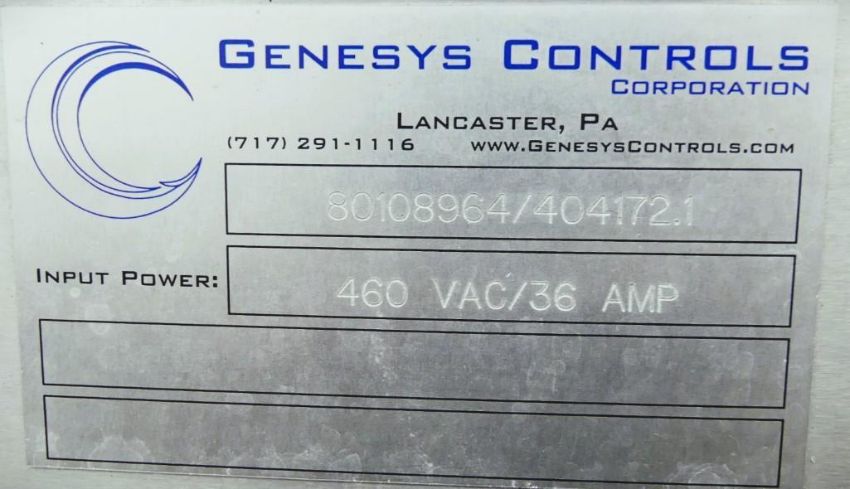 GENESYS CONTROLS
CORPORATION
LANCASTER, PA
(717) 291-1116 WWW.GENESYSCONTROLS.COM
80108964/404172.1
INPUT POWER: 460 VAC/36 AMP